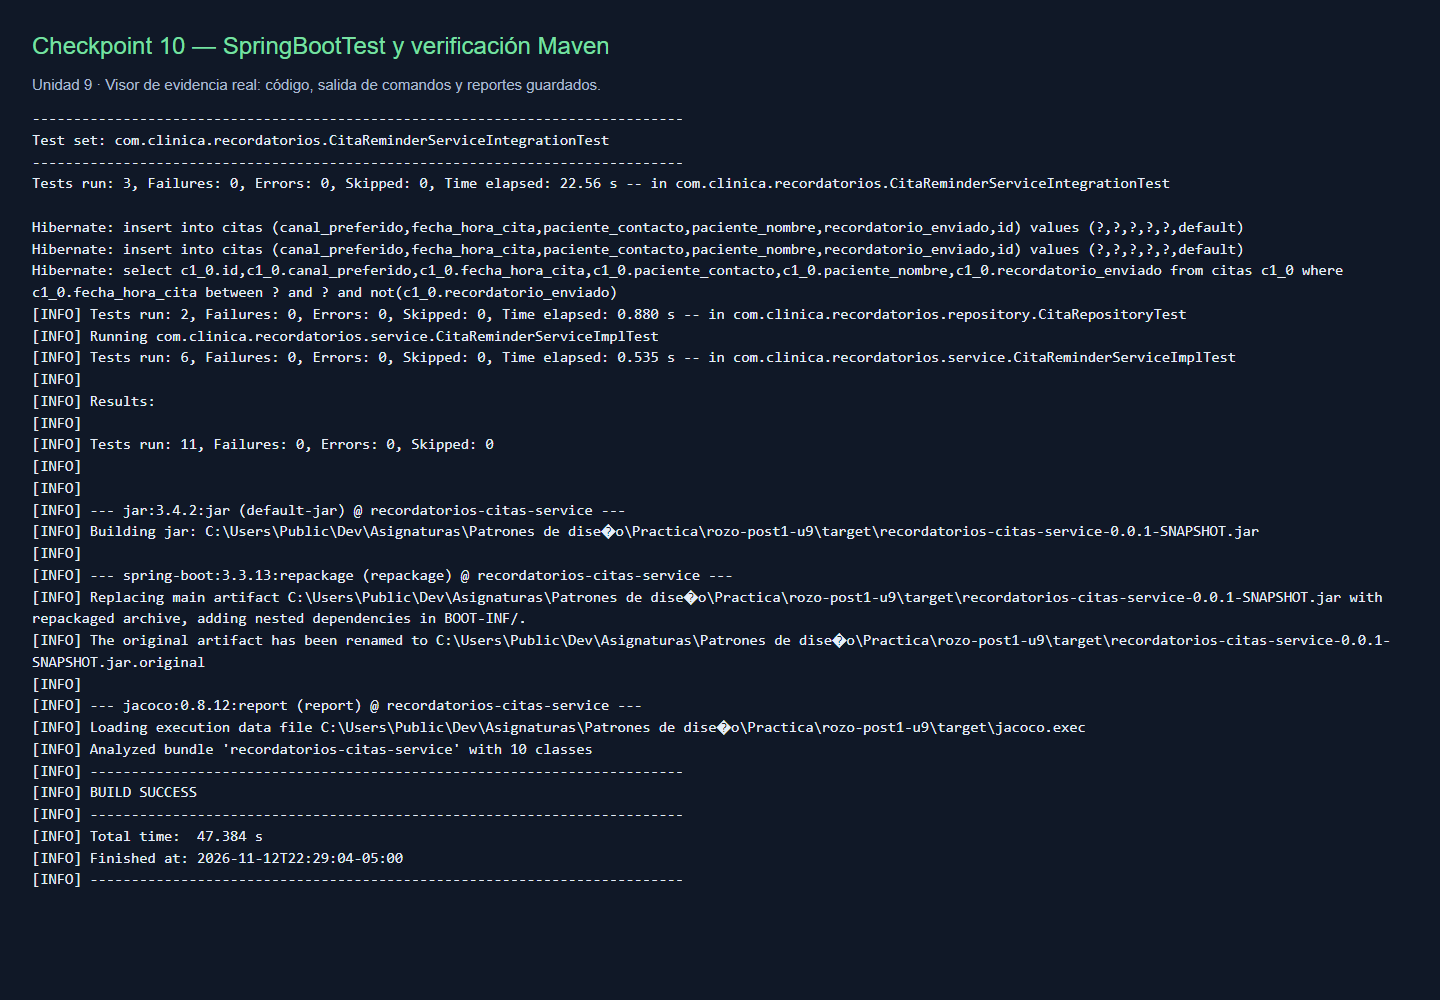 Checkpoint 10 — SpringBootTest y verificación Maven
Unidad 9 · Visor de evidencia real: código, salida de comandos y reportes guardados.
-------------------------------------------------------------------------------
Test set: com.clinica.recordatorios.CitaReminderServiceIntegrationTest
-------------------------------------------------------------------------------
Tests run: 3, Failures: 0, Errors: 0, Skipped: 0, Time elapsed: 22.56 s -- in com.clinica.recordatorios.CitaReminderServiceIntegrationTest
Hibernate: insert into citas (canal_preferido,fecha_hora_cita,paciente_contacto,paciente_nombre,recordatorio_enviado,id) values (?,?,?,?,?,default)
Hibernate: insert into citas (canal_preferido,fecha_hora_cita,paciente_contacto,paciente_nombre,recordatorio_enviado,id) values (?,?,?,?,?,default)
Hibernate: select c1_0.id,c1_0.canal_preferido,c1_0.fecha_hora_cita,c1_0.paciente_contacto,c1_0.paciente_nombre,c1_0.recordatorio_enviado from citas c1_0 where
c1_0.fecha_hora_cita between ? and ? and not(c1_0.recordatorio_enviado)
[INFO] Tests run: 2, Failures: 0, Errors: 0, Skipped: 0, Time elapsed: 0.880 s -- in com.clinica.recordatorios.repository.CitaRepositoryTest
[INFO] Running com.clinica.recordatorios.service.CitaReminderServiceImplTest
[INFO] Tests run: 6, Failures: 0, Errors: 0, Skipped: 0, Time elapsed: 0.535 s -- in com.clinica.recordatorios.service.CitaReminderServiceImplTest
[INFO]
[INFO] Results:
[INFO]
[INFO] Tests run: 11, Failures: 0, Errors: 0, Skipped: 0
[INFO]
[INFO]
[INFO] --- jar:3.4.2:jar (default-jar) @ recordatorios-citas-service ---
[INFO] Building jar: C:\Users\Public\Dev\Asignaturas\Patrones de dise�o\Practica\rozo-post1-u9\target\recordatorios-citas-service-0.0.1-SNAPSHOT.jar
[INFO]
[INFO] --- spring-boot:3.3.13:repackage (repackage) @ recordatorios-citas-service ---
[INFO] Replacing main artifact C:\Users\Public\Dev\Asignaturas\Patrones de dise�o\Practica\rozo-post1-u9\target\recordatorios-citas-service-0.0.1-SNAPSHOT.jar with
repackaged archive, adding nested dependencies in BOOT-INF/.
[INFO] The original artifact has been renamed to C:\Users\Public\Dev\Asignaturas\Patrones de dise�o\Practica\rozo-post1-u9\target\recordatorios-citas-service-0.0.1-
SNAPSHOT.jar.original
[INFO]
[INFO] --- jacoco:0.8.12:report (report) @ recordatorios-citas-service ---
[INFO] Loading execution data file C:\Users\Public\Dev\Asignaturas\Patrones de dise�o\Practica\rozo-post1-u9\target\jacoco.exec
[INFO] Analyzed bundle 'recordatorios-citas-service' with 10 classes
[INFO] ------------------------------------------------------------------------
[INFO] BUILD SUCCESS
[INFO] ------------------------------------------------------------------------
[INFO] Total time:  47.384 s
[INFO] Finished at: 2026-11-12T22:29:04-05:00
[INFO] ------------------------------------------------------------------------